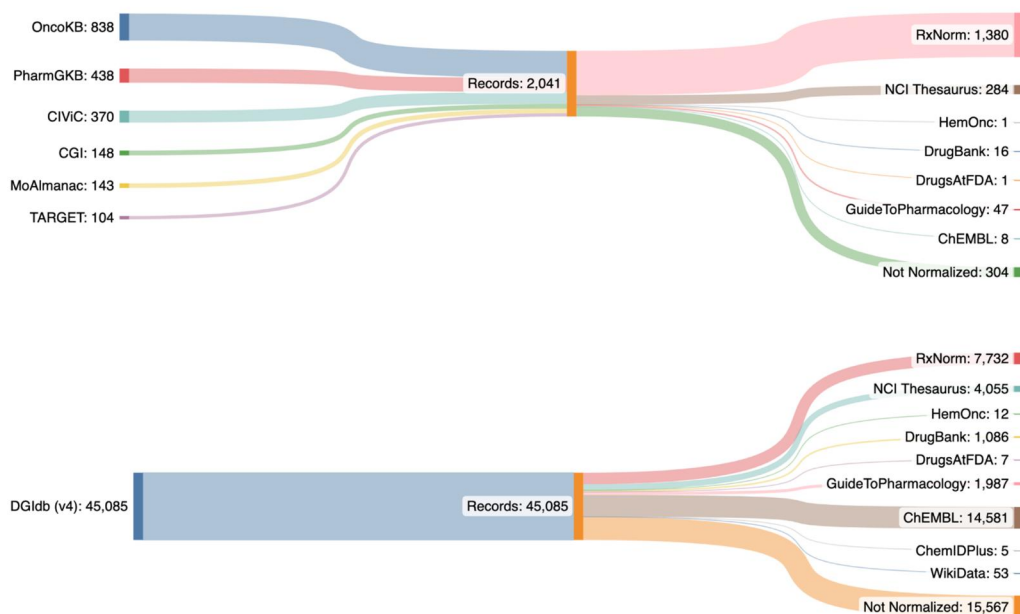 OncoKB: 838
PharmGKB: 438
CIViC: 370
CGI: 148
MoAlmanac: 143
TARGET: 104
Records: 2,041
RxNorm: 1,380
NCI Thesaurus: 284
HemOnc: 1
DrugBank: 16
DrugsAtFDA: 1
GuideToPharmacology: 47
ChEMBL: 8
Not Normalized: 304
DGIdb (v4): 45,085
Records: 45,085
RxNorm: 7,732
NCI Thesaurus: 4,055
HemOnc: 12
DrugBank: 1,086
DrugsAtFDA: 7
GuideToPharmacology: 1,987
ChEMBL: 14,581
ChemIDPlus: 5
WikiData: 53
Not Normalized: 15,567